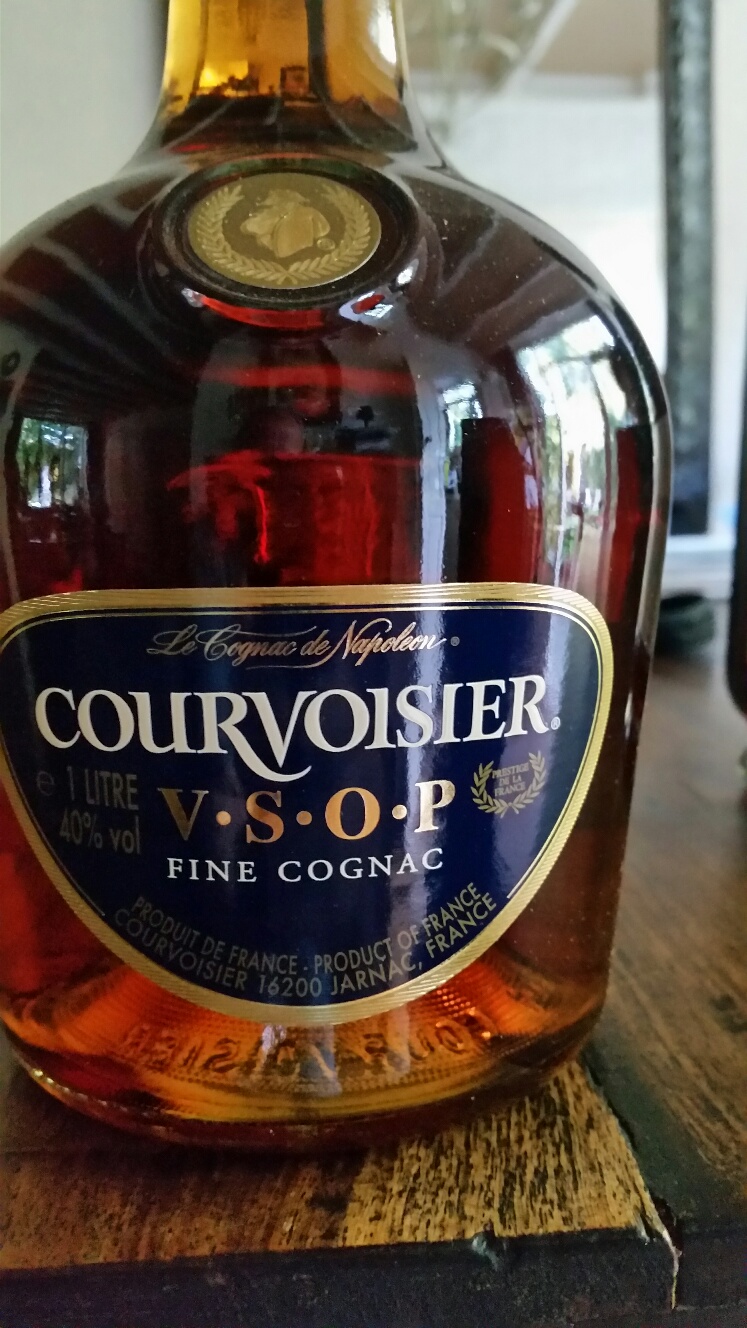 Le Cognac de Napoleon®
COURVOISIER®
e 1 LITRE
40% vol
V·S·O·P
PRESTIGE
DE LA
FRANCE
FINE COGNAC
PRODUIT DE FRANCE - PRODUCT OF FRANCE
COURVOISIER 16200 JARNAC, FRANCE
COURVOISIER